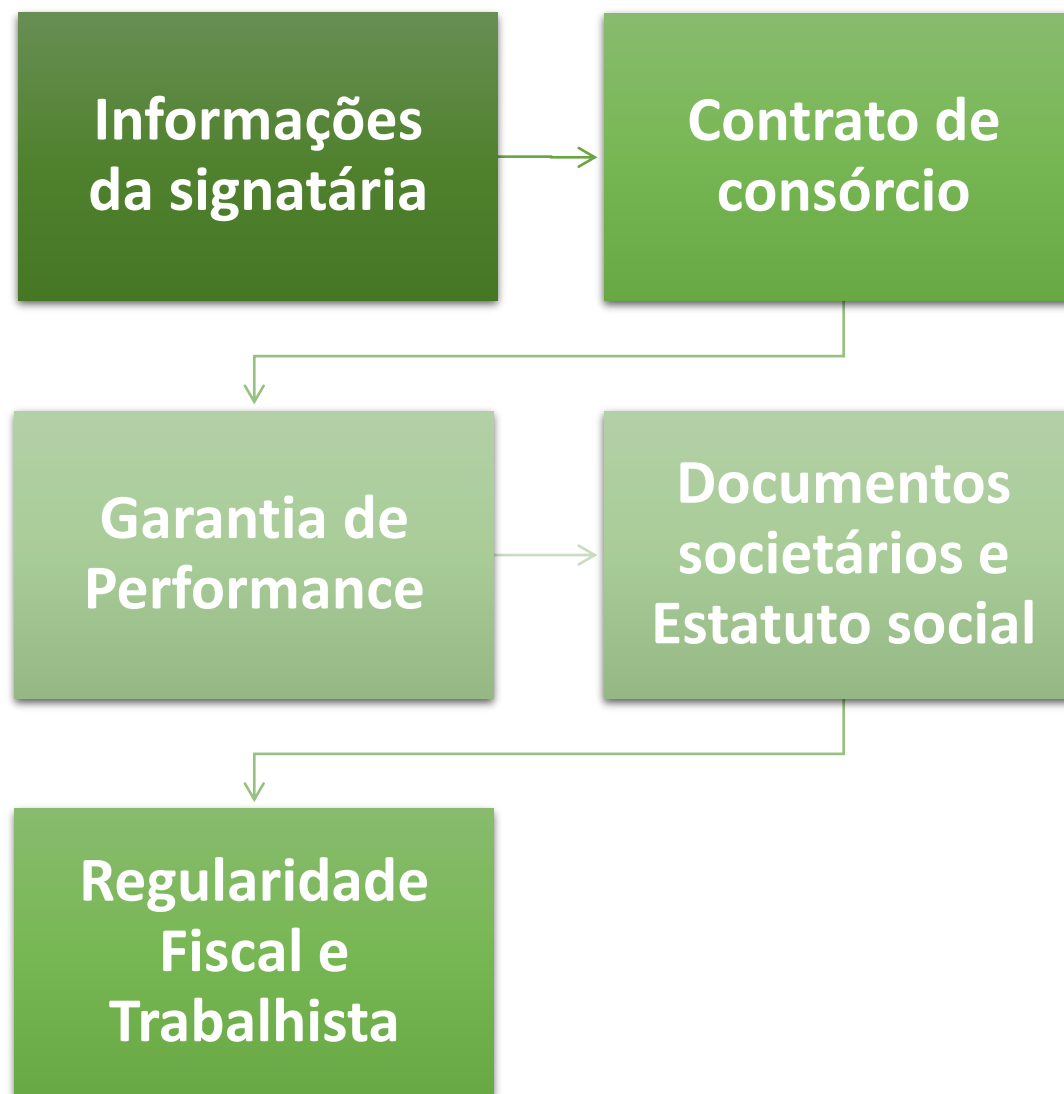 Informações
da signatária
Contrato de
consórcio
Garantia de
Performance
Documentos
societários e
Estatuto social
Regularidade
Fiscal e
Trabalhista